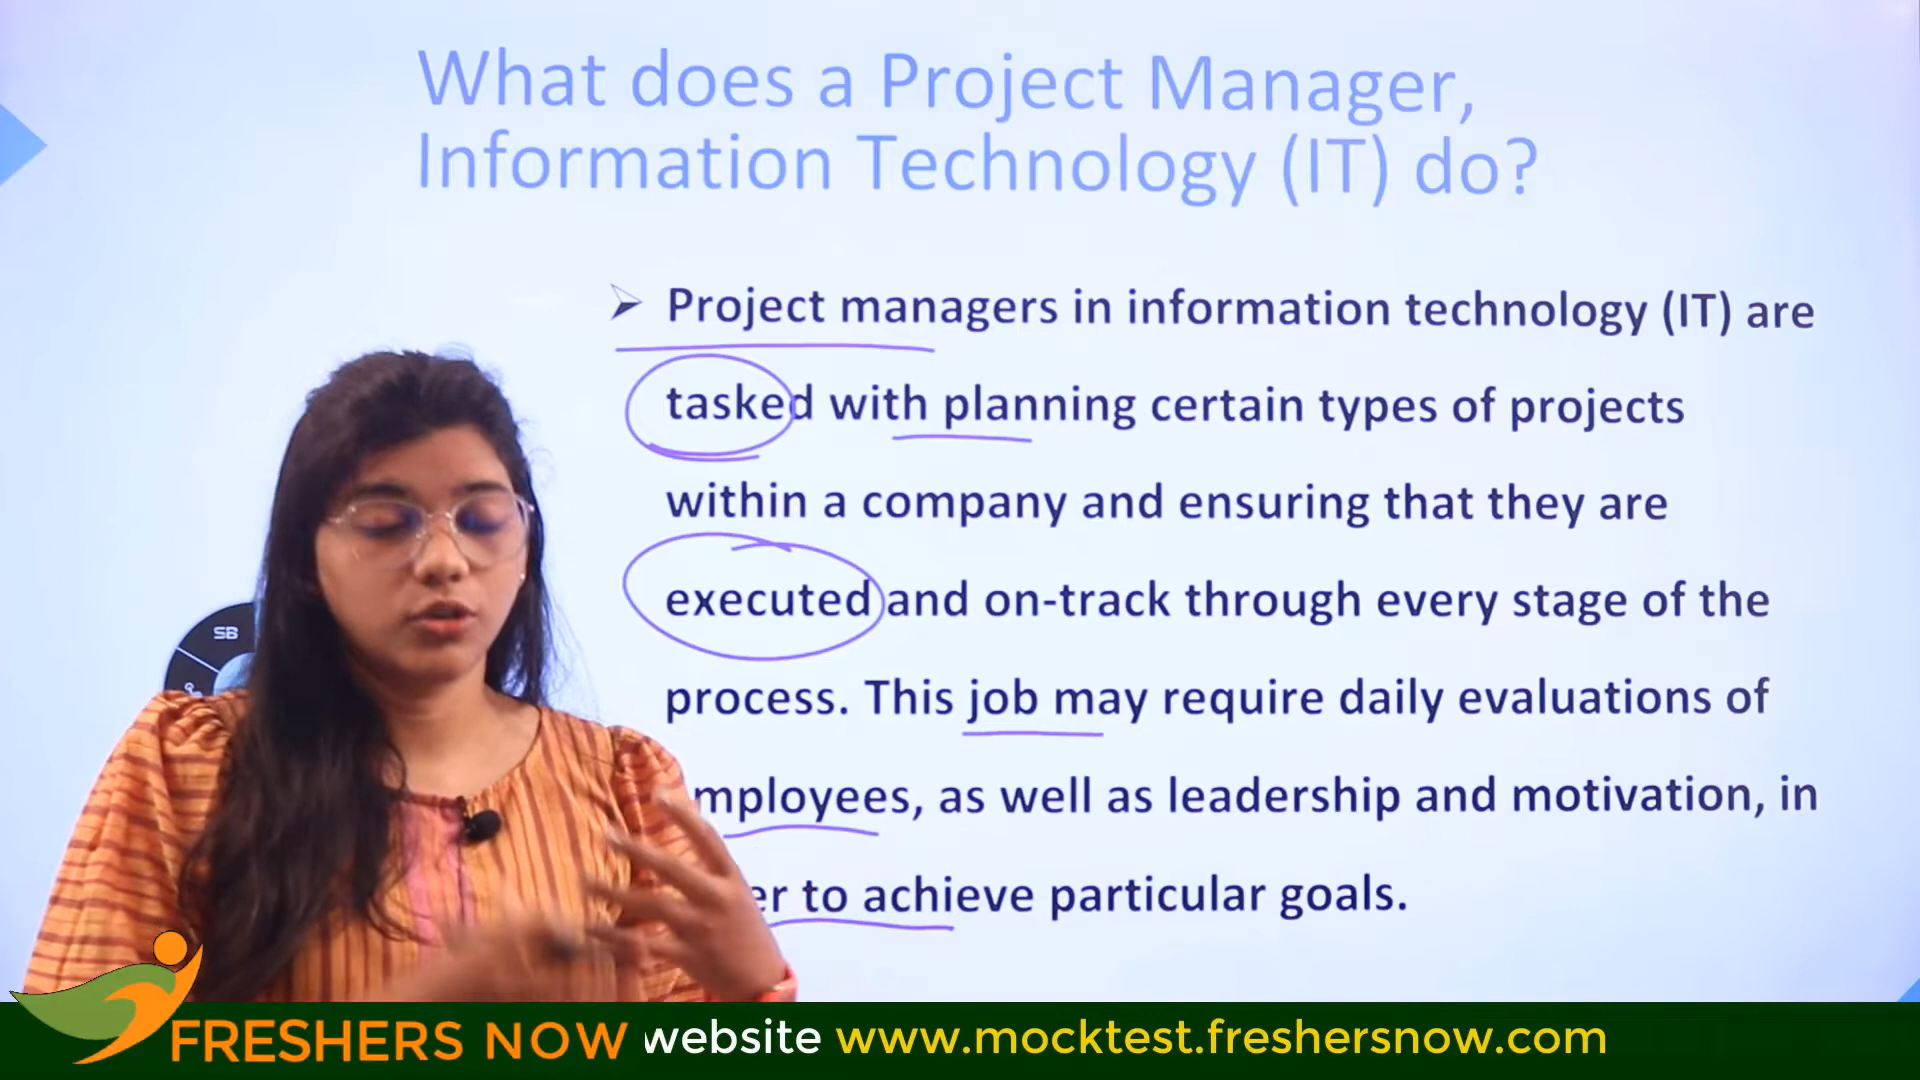 What does a Project Manager,
Information Technology (IT) do?
➢ Project managers in information technology (IT) are
tasked with planning certain types of projects
within a company and ensuring that they are
executed and on-track through every stage of the
process. This job may require daily evaluations of
mployees, as well as leadership and motivation, in
er to achieve particular goals.
SB
FRESHERS NOW website www.mocktest.freshersnow.com